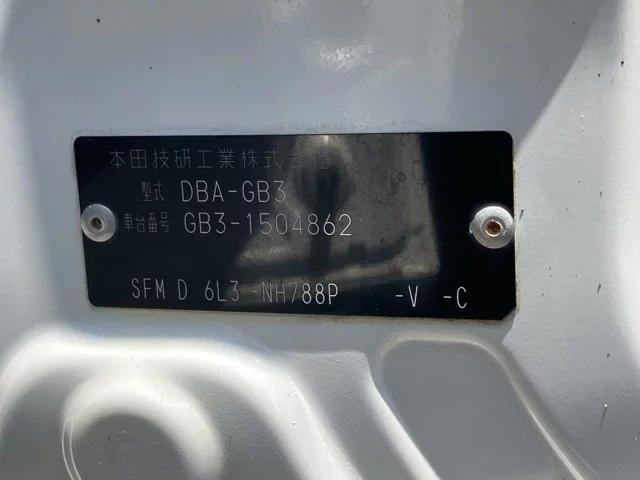 本田技研工業株式会社
型式 DBA-GB3
車台番号 GB3-1504862
SFM D 6L3 -NH788P -V -C